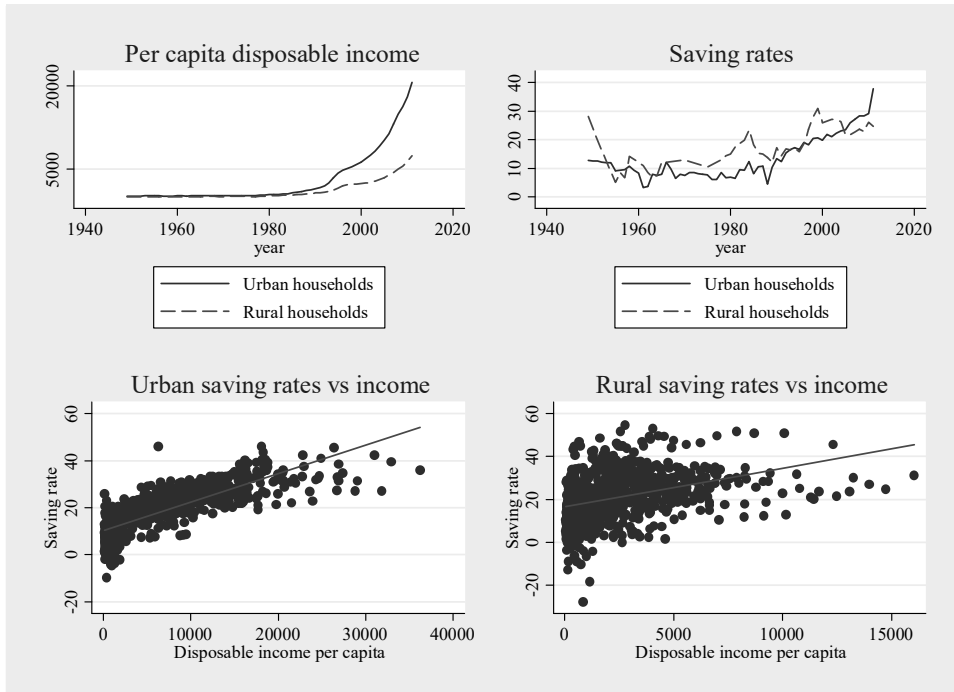 Per capita disposable income
20000
5000
1940 1960 1980 2000 2020
year
Urban households
Rural households
Saving rates
40
30
20
10
0
1940 1960 1980 2000 2020
year
Urban households
Rural households
Urban saving rates vs income
Saving rate
60
40
20
0
-20
0 10000 20000 30000 40000
Disposable income per capita
Rural saving rates vs income
Saving rate
60
40
20
0
-20
0 5000 10000 15000
Disposable income per capita